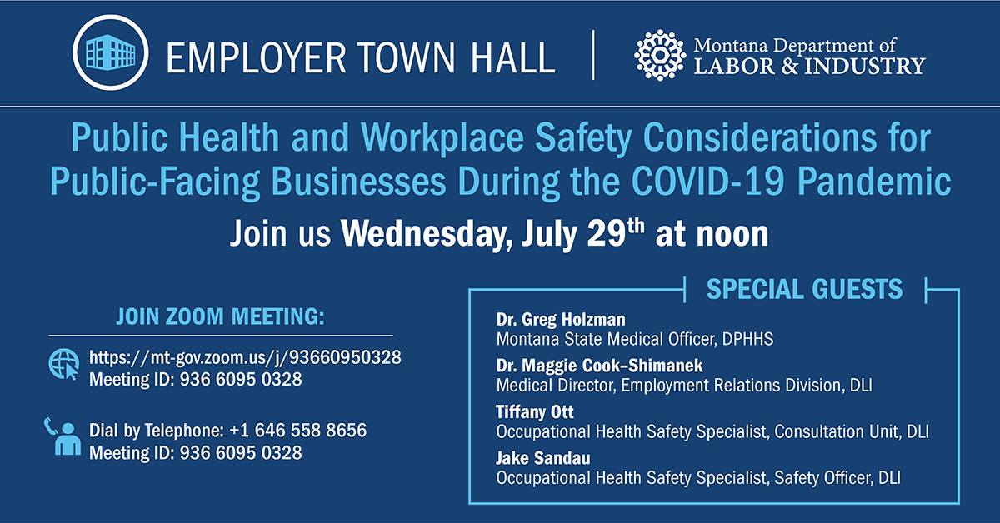 EMPLOYER TOWN HALL
Montana Department of
LABOR & INDUSTRY
Public Health and Workplace Safety Considerations for
Public-Facing Businesses During the COVID-19 Pandemic
Join us Wednesday, July 29th at noon
JOIN ZOOM MEETING:
https://mt-gov.zoom.us/j/93660950328
Meeting ID: 936 6095 0328
Dial by Telephone: +1 646 558 8656
Meeting ID: 936 6095 0328
SPECIAL GUESTS
Dr. Greg Holzman
Montana State Medical Officer, DPHHS
Dr. Maggie Cook–Shimanek
Medical Director, Employment Relations Division, DLI
Tiffany Ott
Occupational Health Safety Specialist, Consultation Unit, DLI
Jake Sandau
Occupational Health Safety Specialist, Safety Officer, DLI